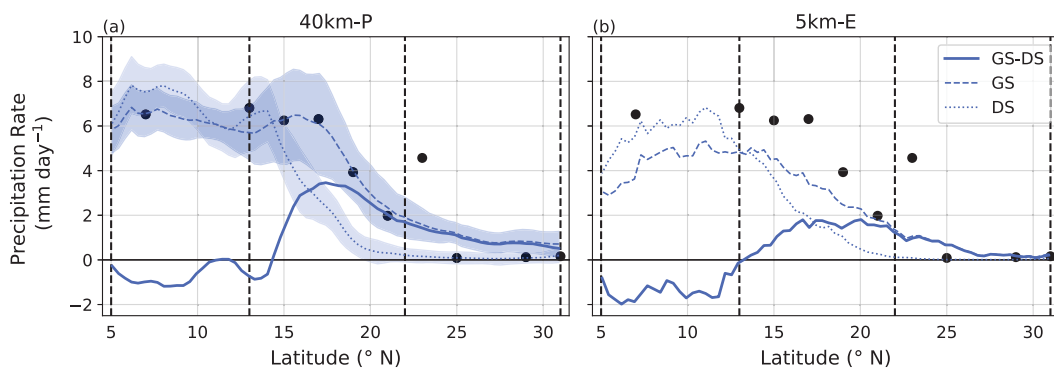 (a)
40km-P
(b)
5km-E
Precipitation Rate
(mm day⁻¹)
10
8
6
4
2
0
−2
5
10
15
20
25
30
Latitude (° N)
5
10
15
20
25
30
Latitude (° N)
GS-DS
GS
DS